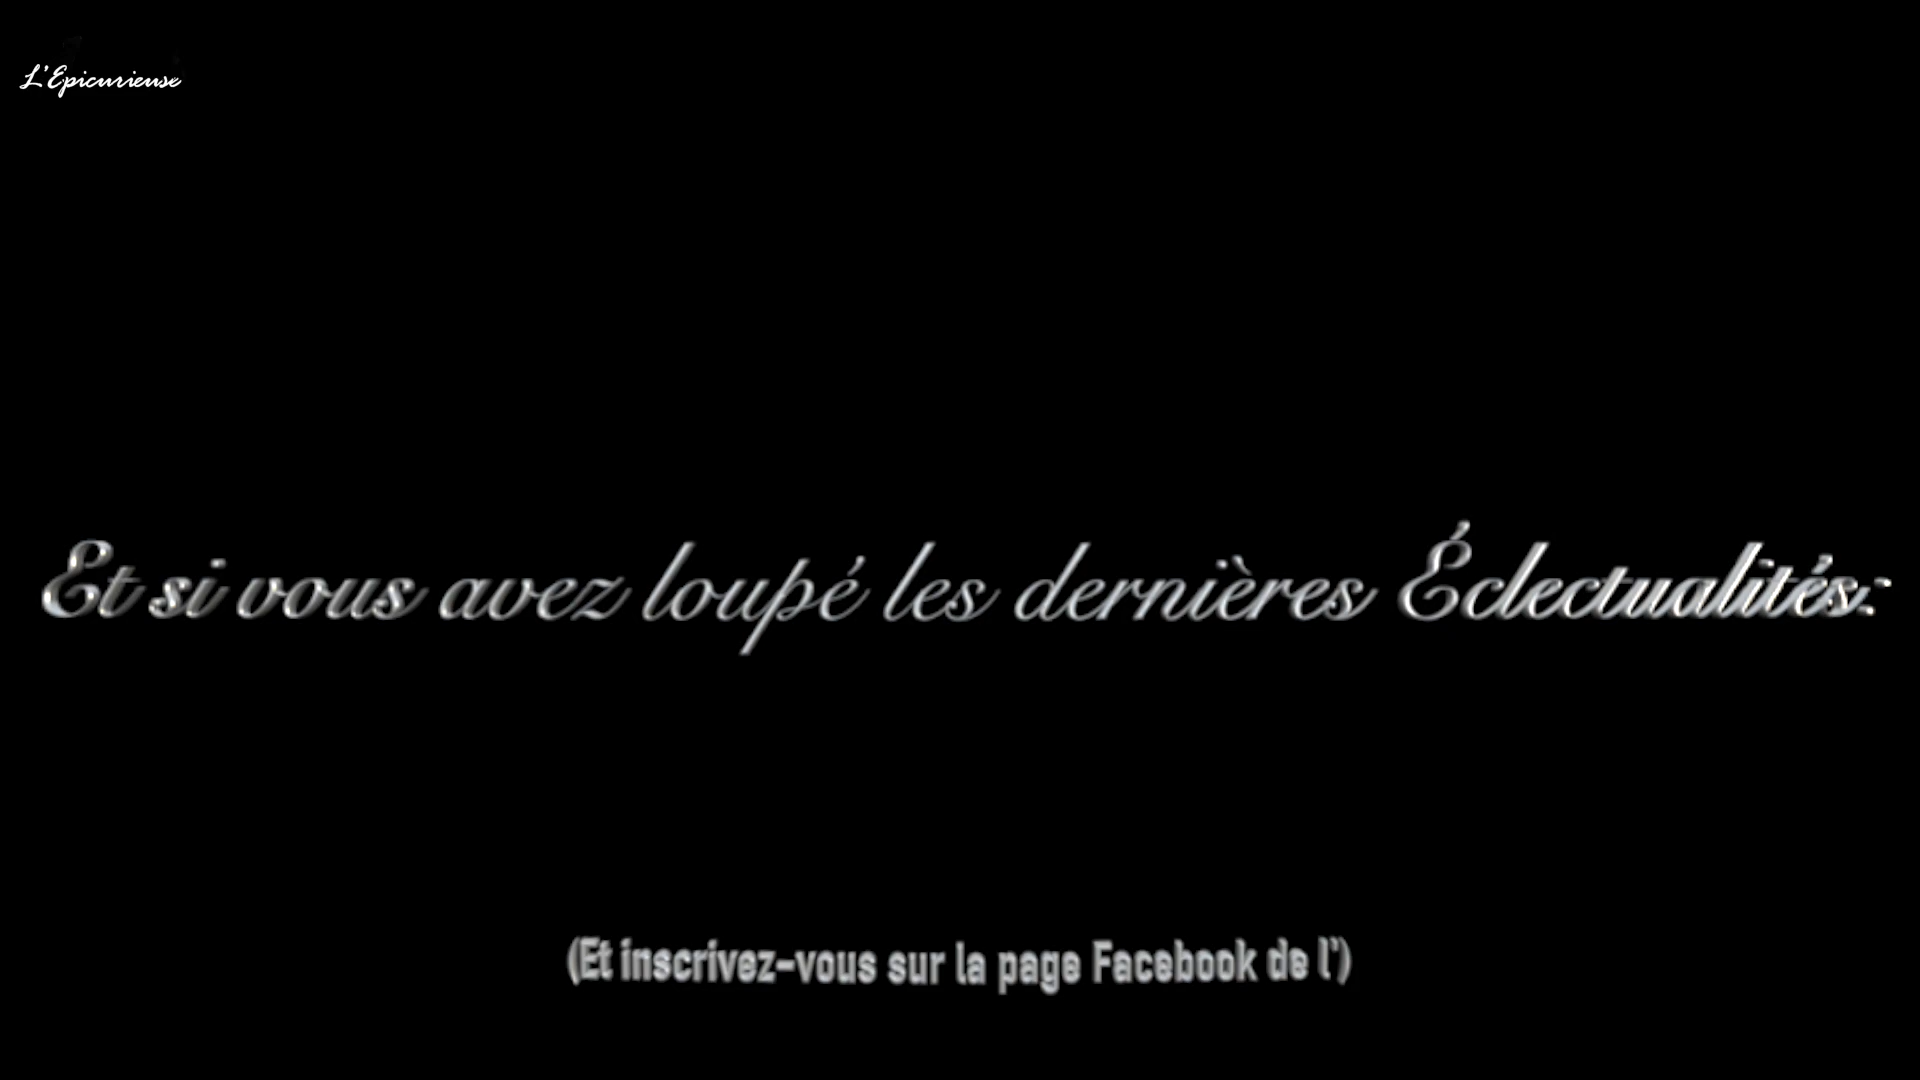 L'Epicurieuse
Et si vous avez loupé les dernières Éclectualités:
(Et inscrivez-vous sur la page Facebook de l')